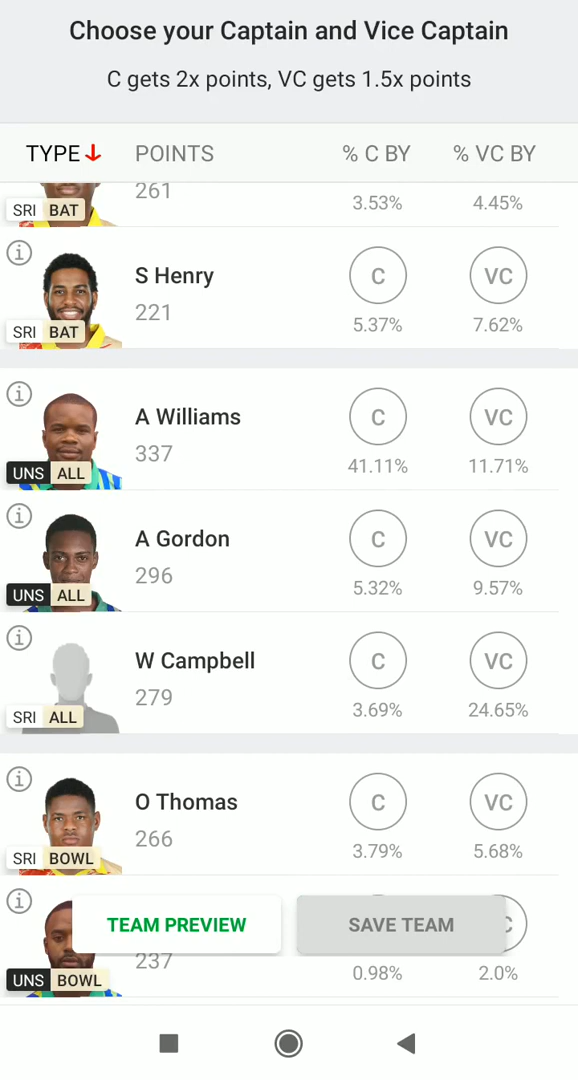 Choose your Captain and Vice Captain
C gets 2x points, VC gets 1.5x points
TYPE POINTS % C BY % VC BY
261
SRI BAT 3.53% 4.45%
S Henry C VC
221
SRI BAT 5.37% 7.62%
A Williams C VC
337
UNS ALL 41.11% 11.71%
A Gordon C VC
296
UNS ALL 5.32% 9.57%
W Campbell C VC
279
SRI ALL 3.69% 24.65%
O Thomas C VC
266
SRI BOWL 3.79% 5.68%
TEAM PREVIEW SAVE TEAM
237
UNS BOWL 0.98% 2.0%